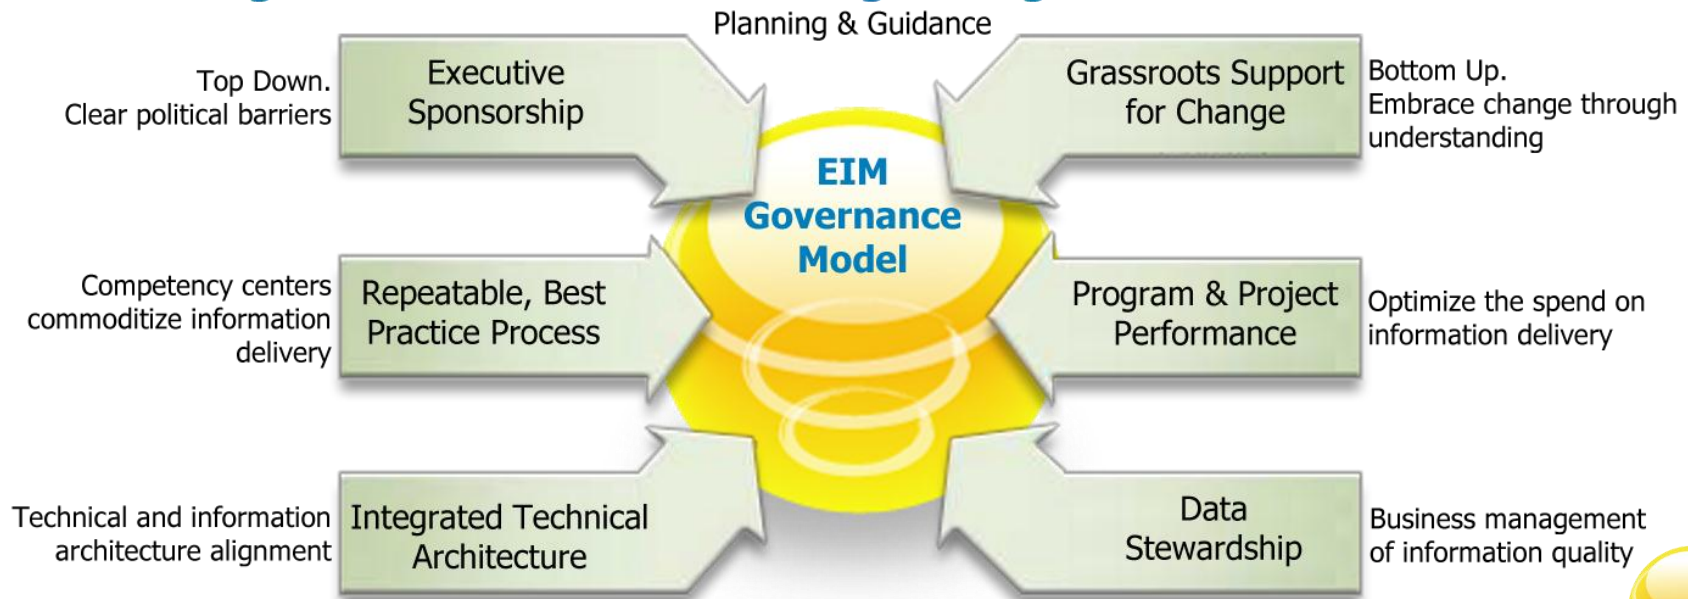 Planning & Guidance
Top Down.
Clear political barriers
Executive
Sponsorship
Grassroots Support
for Change
Bottom Up.
Embrace change through
understanding
EIM
Governance
Model
Competency centers
commoditize information
delivery
Repeatable, Best
Practice Process
Program & Project
Performance
Optimize the spend on
information delivery
Technical and information
architecture alignment
Integrated Technical
Architecture
Data
Stewardship
Business management
of information quality